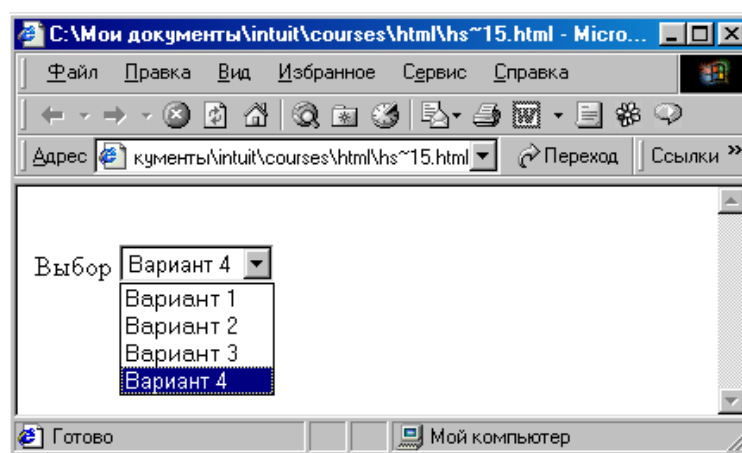 C:\Мои документы\intuit\courses\html\hs~15.html - Micro...
Файл Правка Вид Избранное Сервис Справка
Адрес кументы\intuit\courses\html\hs~15.html Переход Ссылки »
Выбор Вариант 4
Вариант 1
Вариант 2
Вариант 3
Вариант 4
Готово Мой компьютер